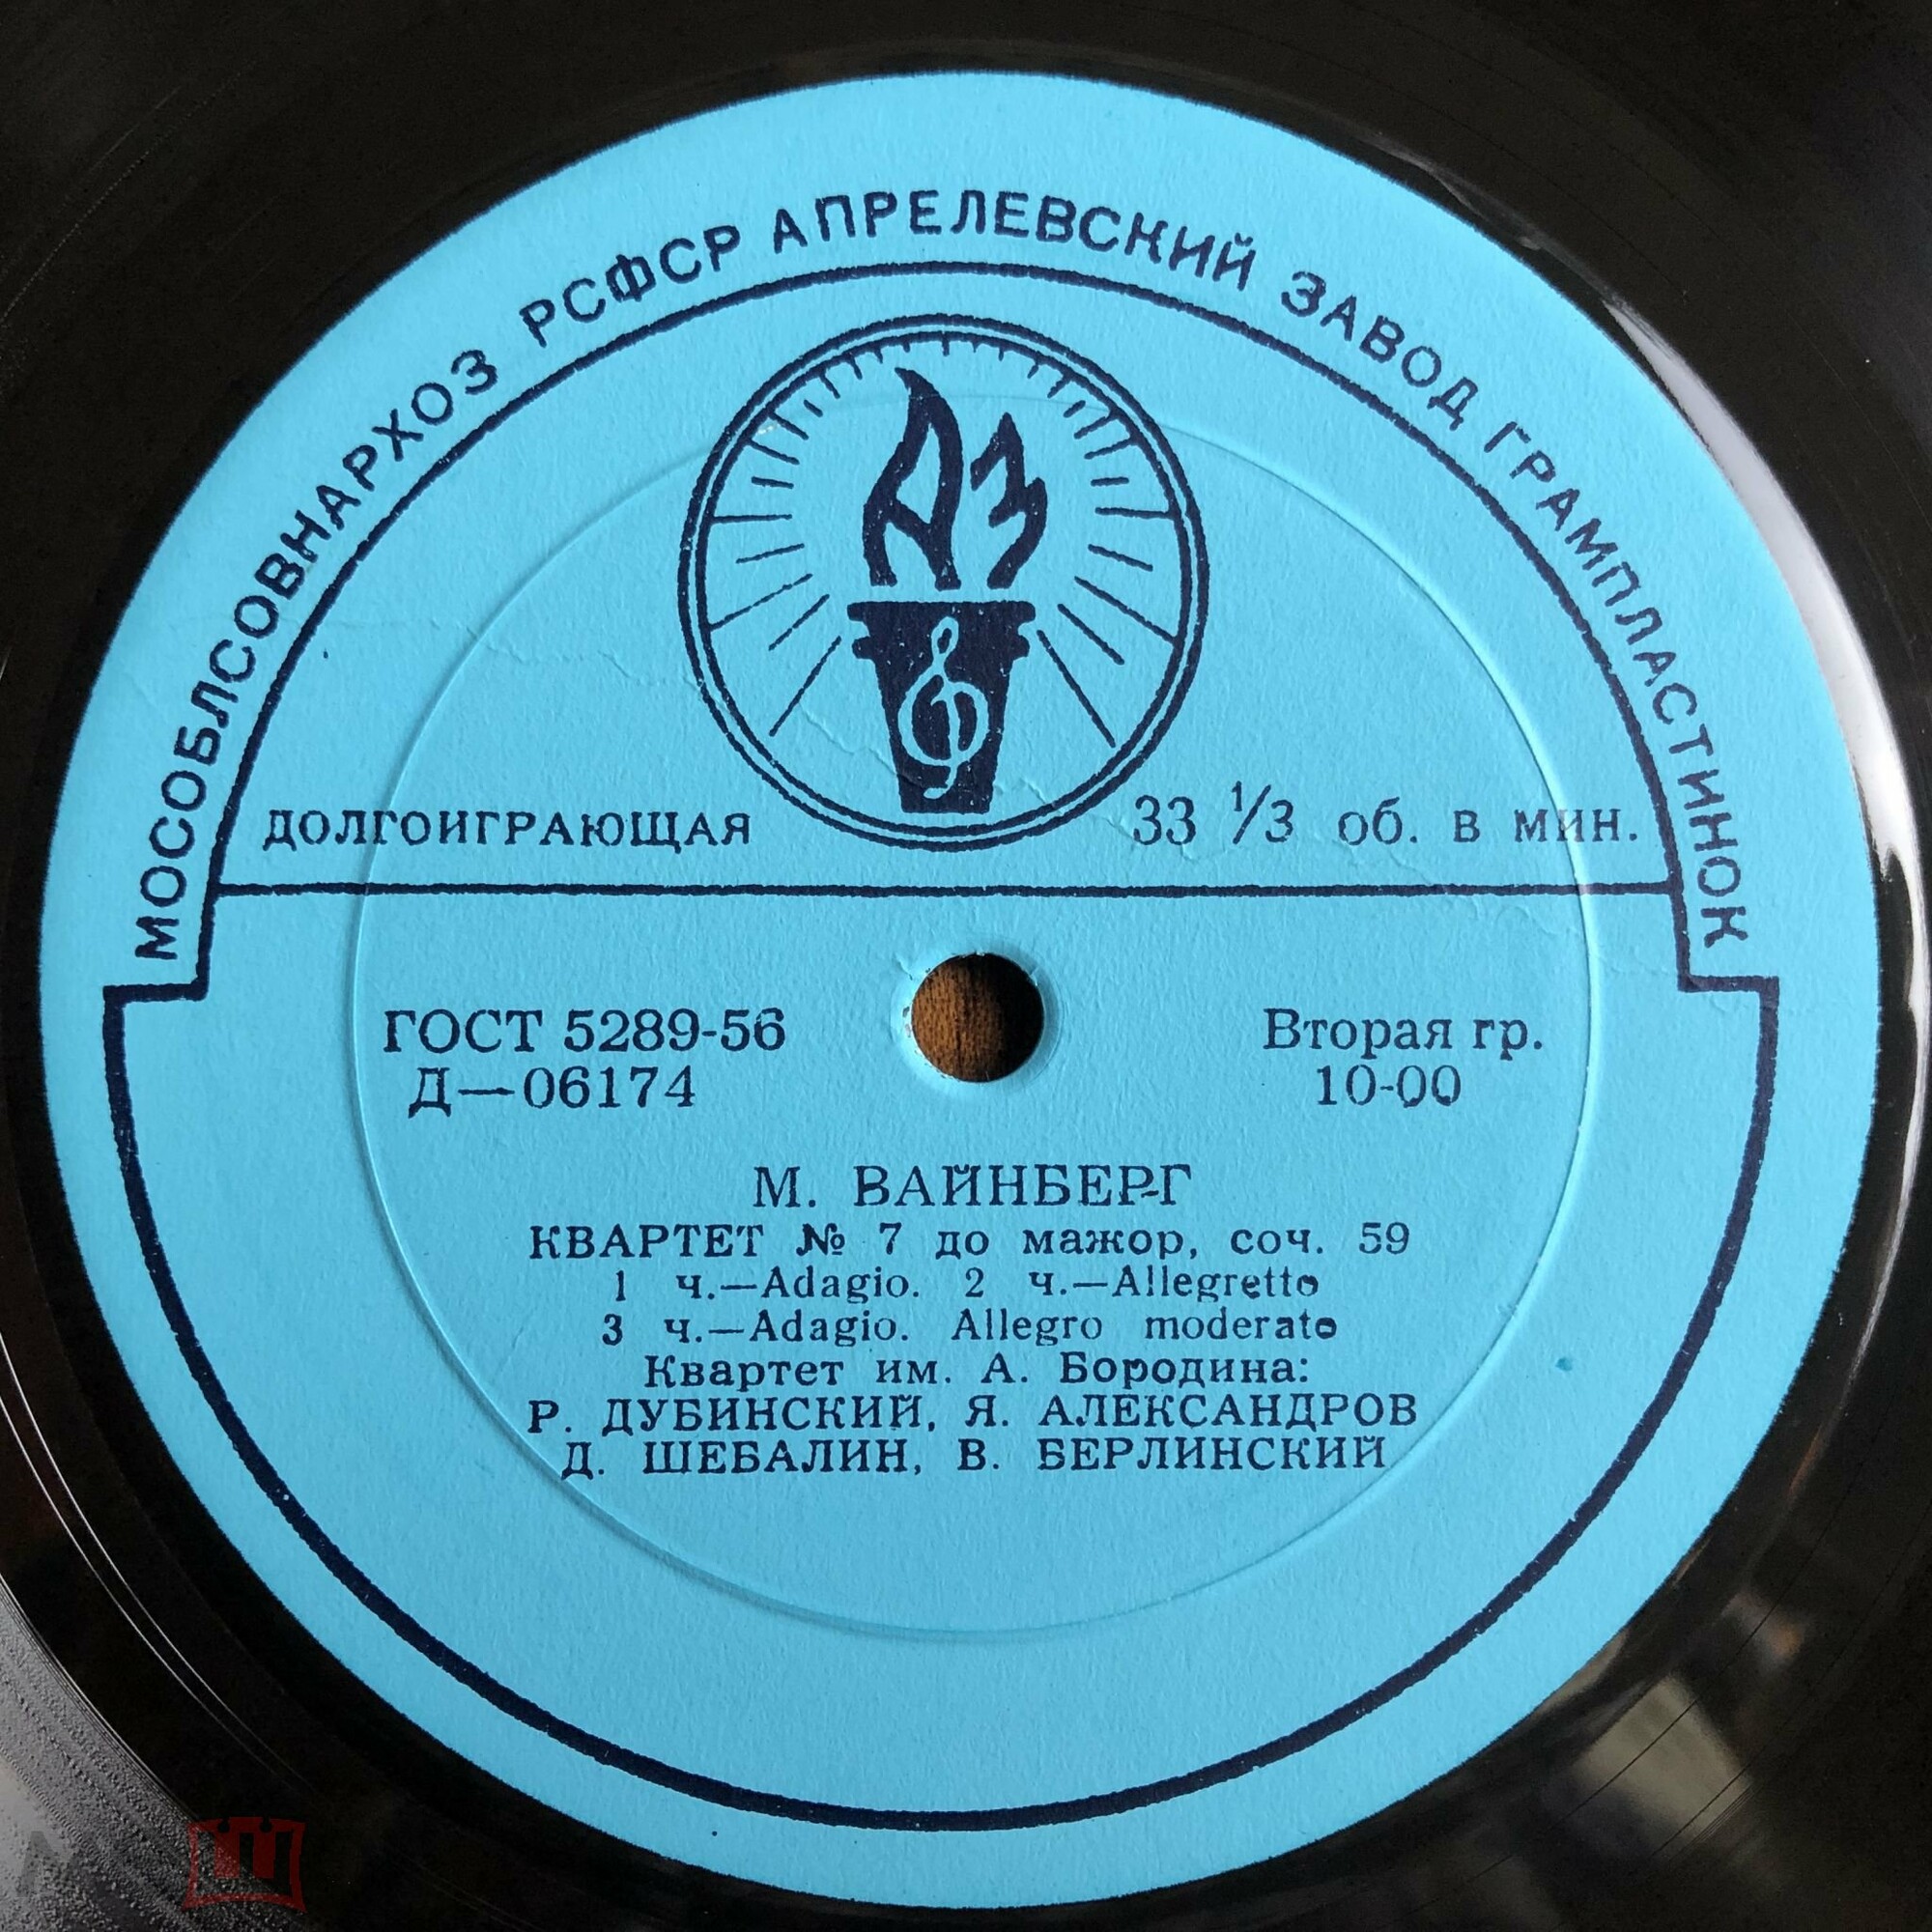 МОСОБЛСОВНАРХОЗ РСФСР АПРЕЛЕВСКИЙ ЗАВОД ГРАМПЛАСТИНОК
АЗ
ДОЛГОИГРАЮЩАЯ 33 1/3 об. в мин.
ГОСТ 5289-56 Вторая гр.
Д—06174 10-00
М. ВАЙНБЕРГ
КВАРТЕТ № 7 до мажор, соч. 59
1 ч.—Adagio. 2 ч.—Allegretto
3 ч.—Adagio. Allegro moderato
Квартет им. А. Бородина:
Р. ДУБИНСКИЙ, Я. АЛЕКСАНДРОВ
Д. ШЕБАЛИН, В. БЕРЛИНСКИЙ